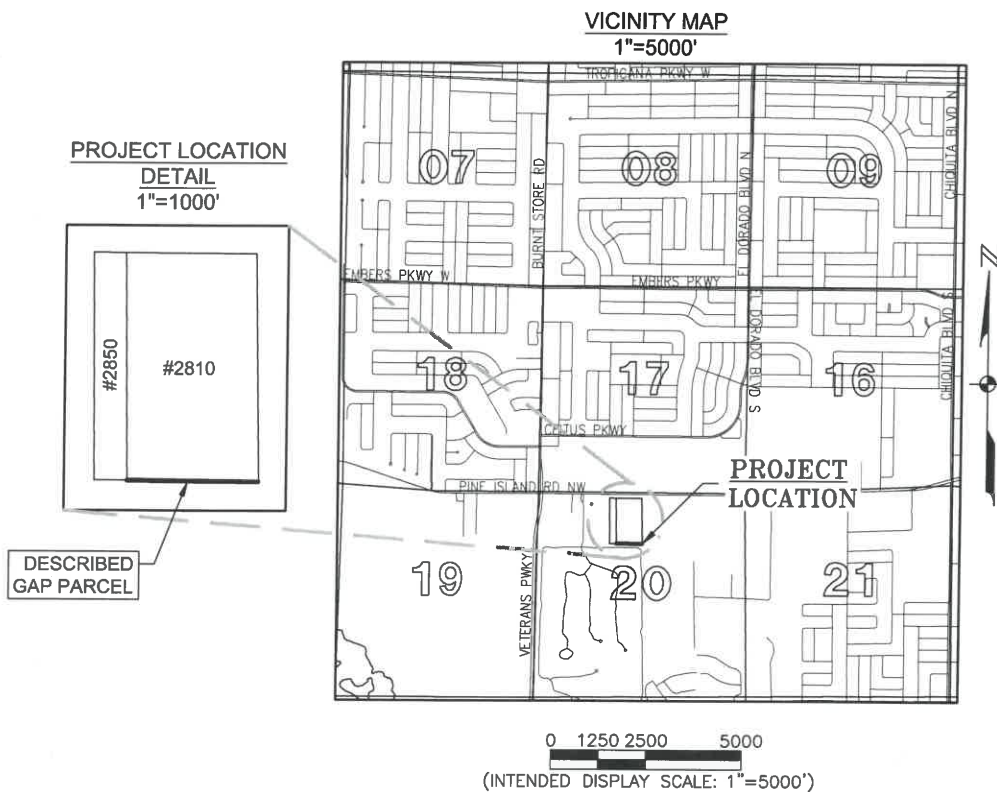 VICINITY MAP
1"=5000'
TROPICANA PKWY W
PROJECT LOCATION
DETAIL
1"=1000'
07
08
09
BURNT STORE RD
EL DORADO BLVD N
CHIQUITA BLVD N
EMBERS PKWY W
EMBERS PKWY
#2850
#2810
18
17
16
EL DORADO BLVD S
CHIQUITA BLVD S
CEITUS PKWY
PINE ISLAND RD NW
PROJECT
LOCATION
DESCRIBED
GAP PARCEL
19
VETERANS PWKY
20
21
0 1250 2500 5000
(INTENDED DISPLAY SCALE: 1"=5000')